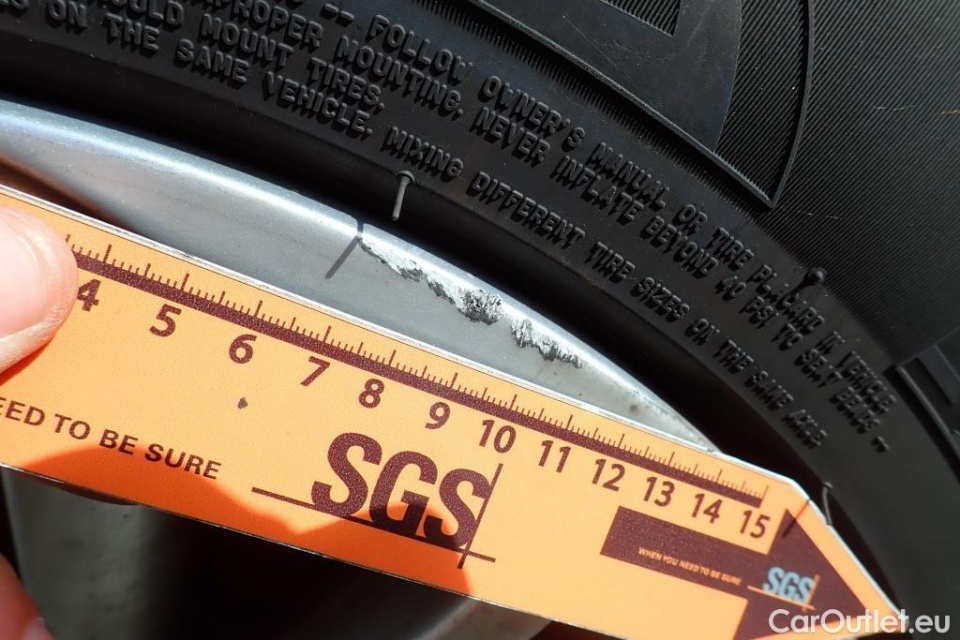 IMPROPER MOUNTING. NEVER INFLATE BEYOND 40 PSI TO SEAT BEADS --
-- FOLLOW OWNER'S MANUAL OR TIRE PLACARD IN VEHICLE.
SHOULD MOUNT TIRES.
ON THE SAME VEHICLE. MIXING DIFFERENT TIRE SIZES ON THE SAME AXLE
4 5 6 7 8 9 10 11 12 13 14 15
EED TO BE SURE
SGS
WHEN YOU NEED TO BE SURE
SGS
CarOutlet.eu